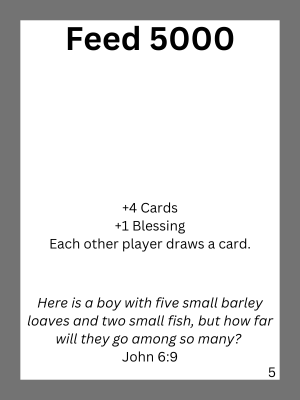 Feed 5000
+4 Cards
+1 Blessing
Each other player draws a card.
Here is a boy with five small barley
loaves and two small fish, but how far
will they go among so many?
John 6:9
5